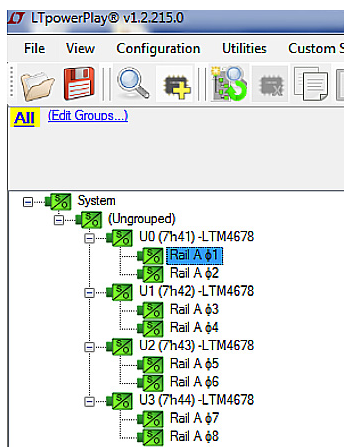 LTpowerPlay® v1.2.215.0
File View Configuration Utilities Custom S
All (Edit Groups...)
System
(Ungrouped)
U0 (7h41) -LTM4678
Rail A ϕ1
Rail A ϕ2
U1 (7h42) -LTM4678
Rail A ϕ3
Rail A ϕ4
U2 (7h43) -LTM4678
Rail A ϕ5
Rail A ϕ6
U3 (7h44) -LTM4678
Rail A ϕ7
Rail A ϕ8